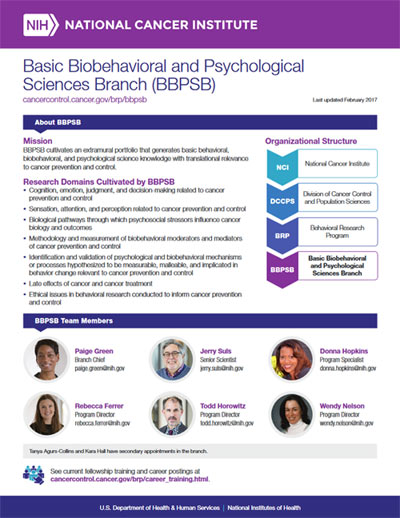 NIH NATIONAL CANCER INSTITUTE
Basic Biobehavioral and Psychological
Sciences Branch (BBPSB)
cancercontrol.cancer.gov/brp/bbpsb
Last updated February 2017
About BBPSB
Mission
BBPSB cultivates an extramural portfolio that generates basic behavioral,
biobehavioral, and psychological science knowledge with translational relevance
to cancer prevention and control.
Research Domains Cultivated by BBPSB
• Cognition, emotion, judgment, and decision-making related to cancer
prevention and control
• Sensation, attention, and perception related to cancer prevention and control
• Biological pathways through which psychosocial stressors influence cancer
biology and outcomes
• Methodology and measurement of biobehavioral moderators and mediators
of cancer prevention and control
• Identification and validation of psychological and biobehavioral mechanisms
or processes hypothesized to be measurable, malleable, and implicated in
behavior change relevant to cancer prevention and control
• Late effects of cancer and cancer treatment
• Ethical issues in behavioral research conducted to inform cancer prevention
and control
Organizational Structure
NCI
National Cancer Institute
DCCPS
Division of Cancer Control
and Population Sciences
BRP
Behavioral Research
Program
BBPSB
Basic Biobehavioral
and Psychological
Sciences Branch
BBPSB Team Members
Paige Green
Branch Chief
paige.green@nih.gov
Jerry Suls
Senior Scientist
jerry.suls@nih.gov
Donna Hopkins
Program Specialist
donna.hopkins@nih.gov
Rebecca Ferrer
Program Director
rebecca.ferrer@nih.gov
Todd Horowitz
Program Director
todd.horowitz@nih.gov
Wendy Nelson
Program Director
wendy.nelson@nih.gov
Tanya Agurs-Collins and Kara Hall have secondary appointments in the branch.
See current fellowship training and career postings at
cancercontrol.cancer.gov/brp/career_training.html.
U.S. Department of Health & Human Services | National Institutes of Health